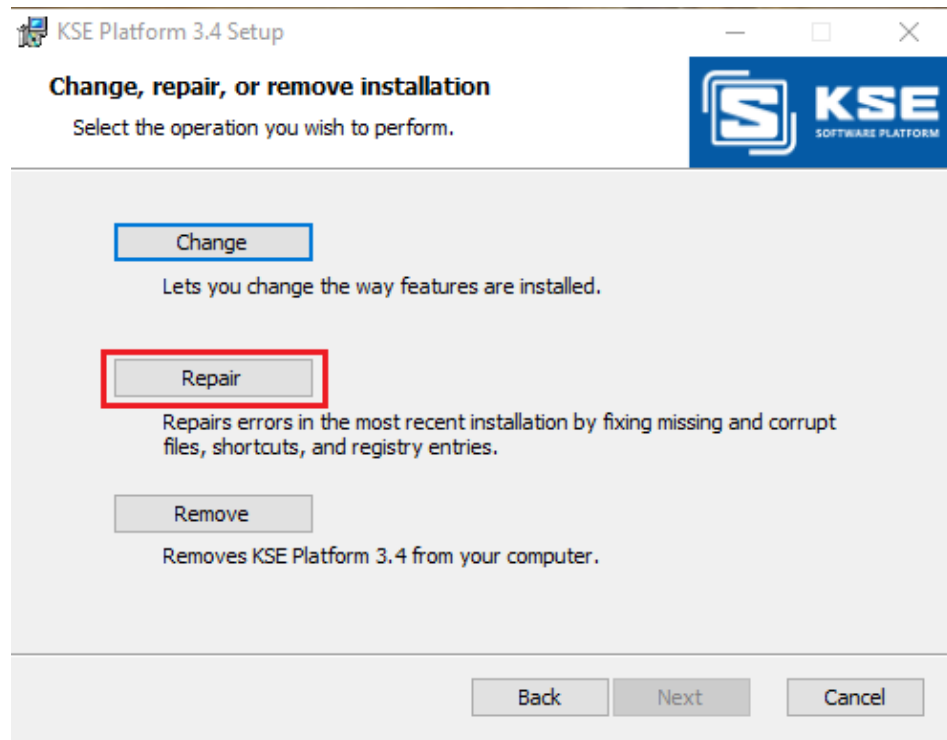 KSE Platform 3.4 Setup
Change, repair, or remove installation
Select the operation you wish to perform.
S KSE
SOFTWARE PLATFORM
Change
Lets you change the way features are installed.
Repair
Repairs errors in the most recent installation by fixing missing and corrupt
files, shortcuts, and registry entries.
Remove
Removes KSE Platform 3.4 from your computer.
Back Next Cancel